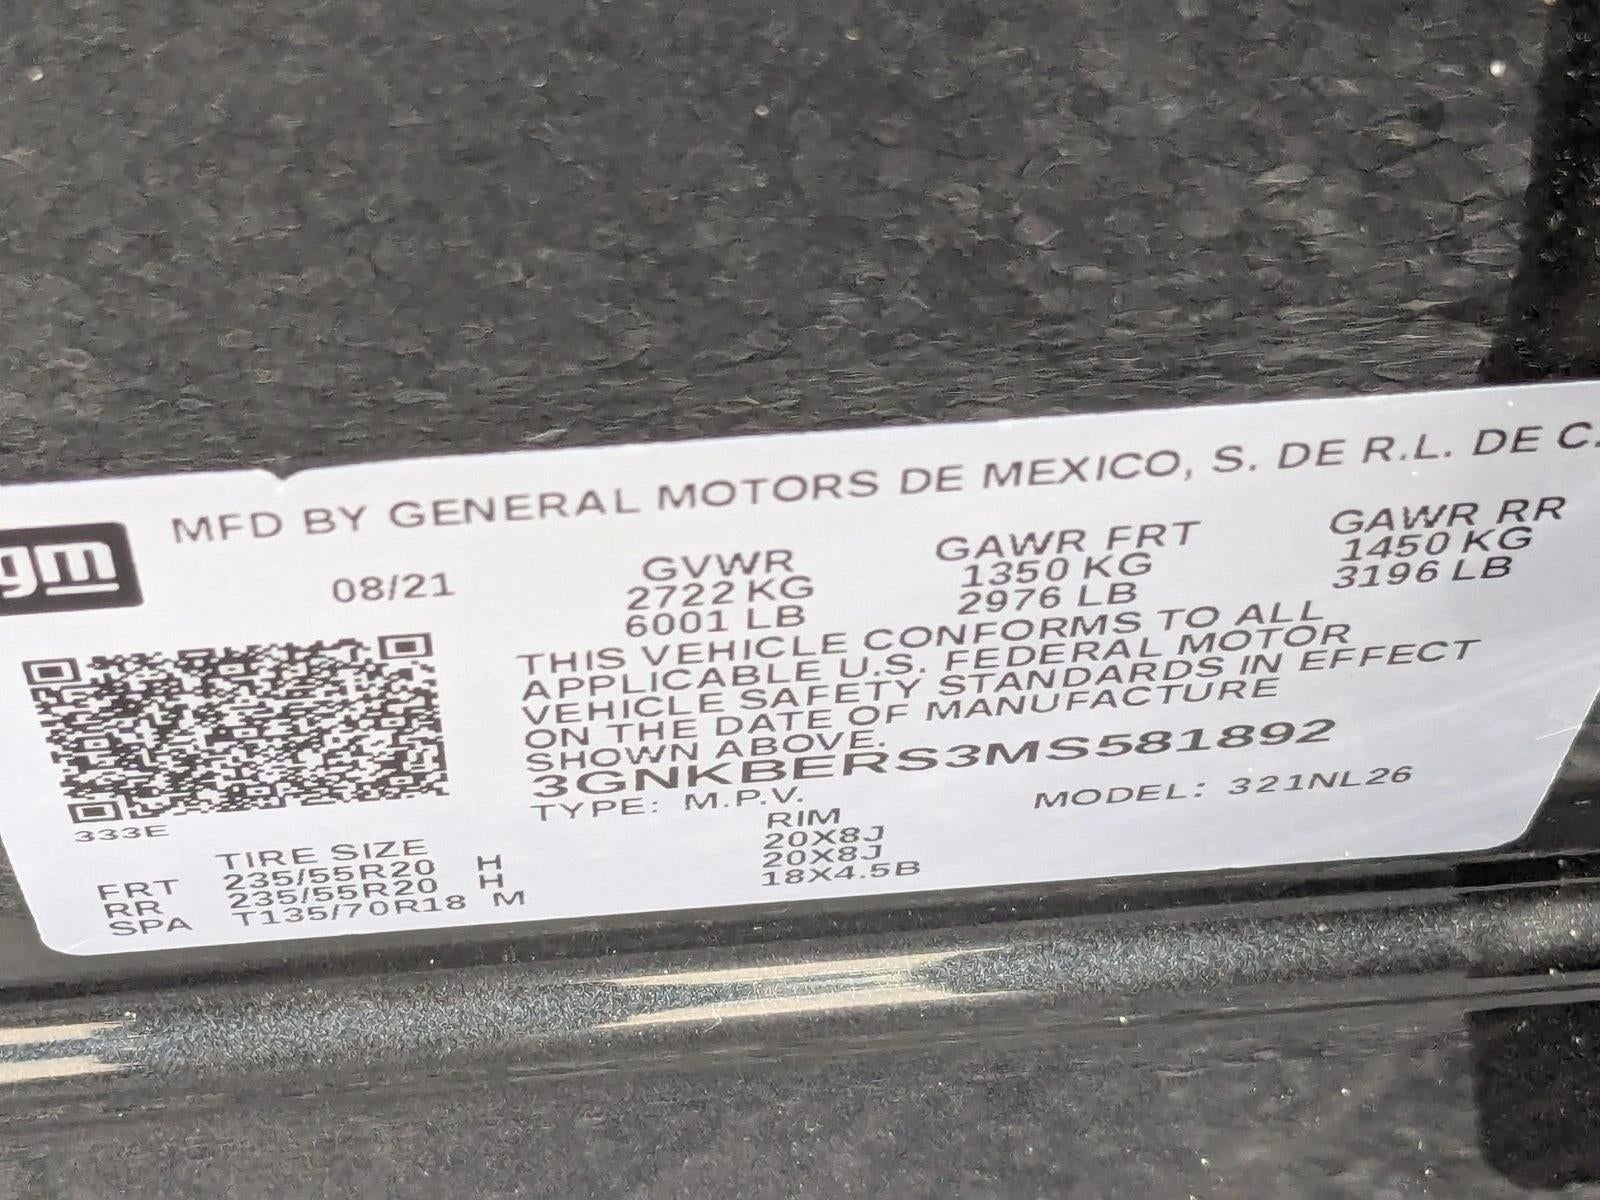 MFD BY GENERAL MOTORS DE MEXICO, S. DE R.L. DE C.
gm
08/21
GVWR GAWR FRT GAWR RR
2722 KG 1350 KG 1450 KG
6001 LB 2976 LB 3196 LB
THIS VEHICLE CONFORMS TO ALL
APPLICABLE U.S. FEDERAL MOTOR
VEHICLE SAFETY STANDARDS IN EFFECT
ON THE DATE OF MANUFACTURE
SHOWN ABOVE.
3GNKBERS3MS581892
TYPE: M.P.V. MODEL: 321NL26
333E
TIRE SIZE RIM
FRT 235/55R20 H 20X8J
RR 235/55R20 H 20X8J
SPA T135/70R18 M 18X4.5B